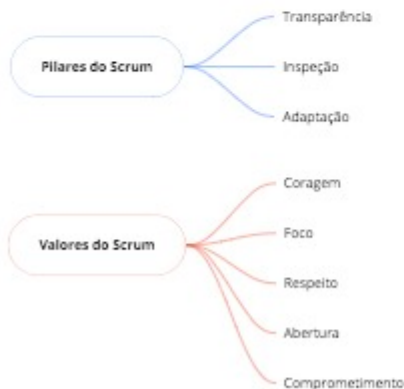 Pilares do Scrum
Transparência
Inspeção
Adaptação
Valores do Scrum
Coragem
Foco
Respeito
Abertura
Comprometimento